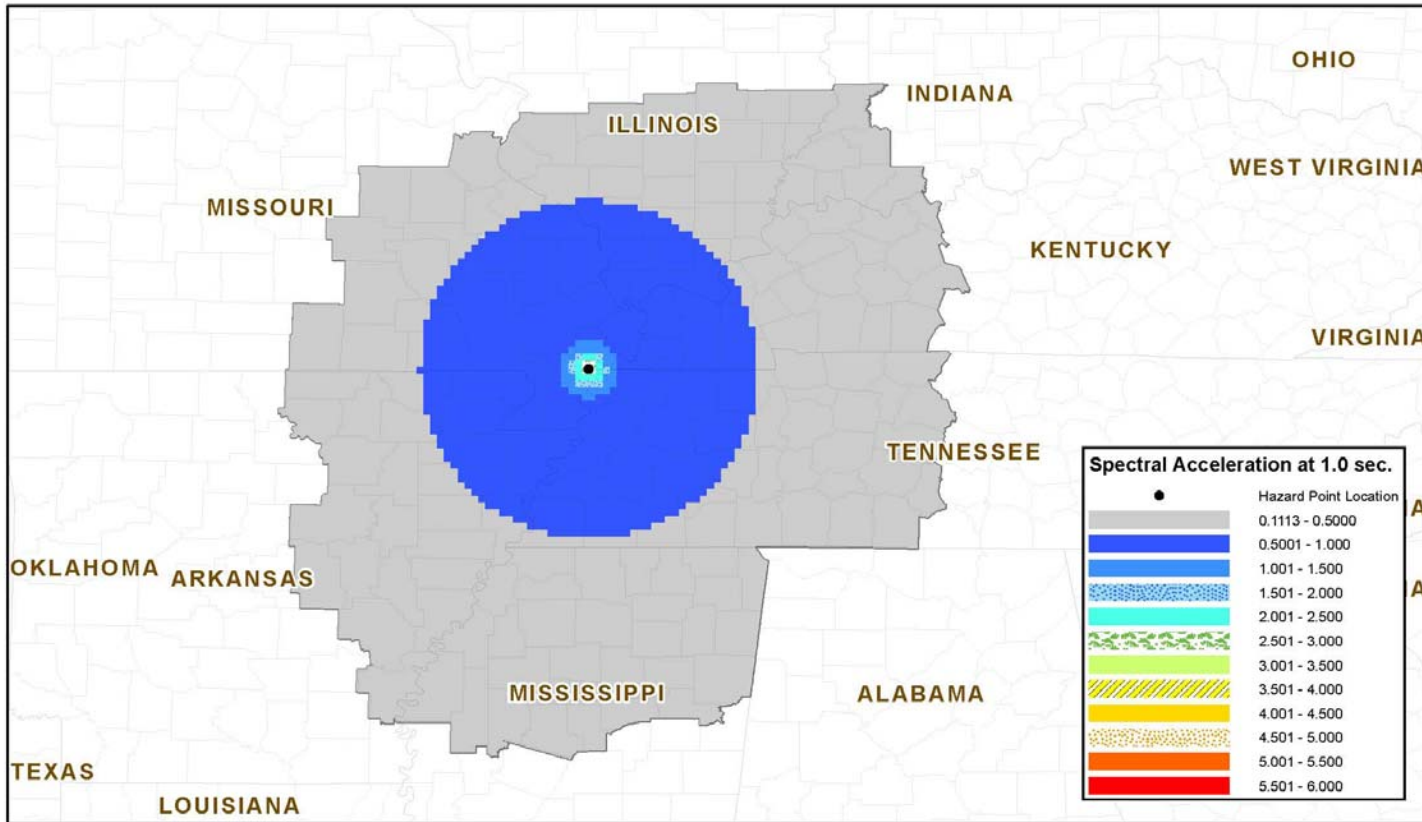 OHIO
INDIANA
ILLINOIS
WEST VIRGINIA
MISSOURI
KENTUCKY
VIRGINIA
TENNESSEE
OKLAHOMA
ARKANSAS
MISSISSIPPI
ALABAMA
TEXAS
LOUISIANA
Spectral Acceleration at 1.0 sec.
Hazard Point Location
0.1113 - 0.5000
0.5001 - 1.000
1.001 - 1.500
1.501 - 2.000
2.001 - 2.500
2.501 - 3.000
3.001 - 3.500
3.501 - 4.000
4.001 - 4.500
4.501 - 5.000
5.001 - 5.500
5.501 - 6.000